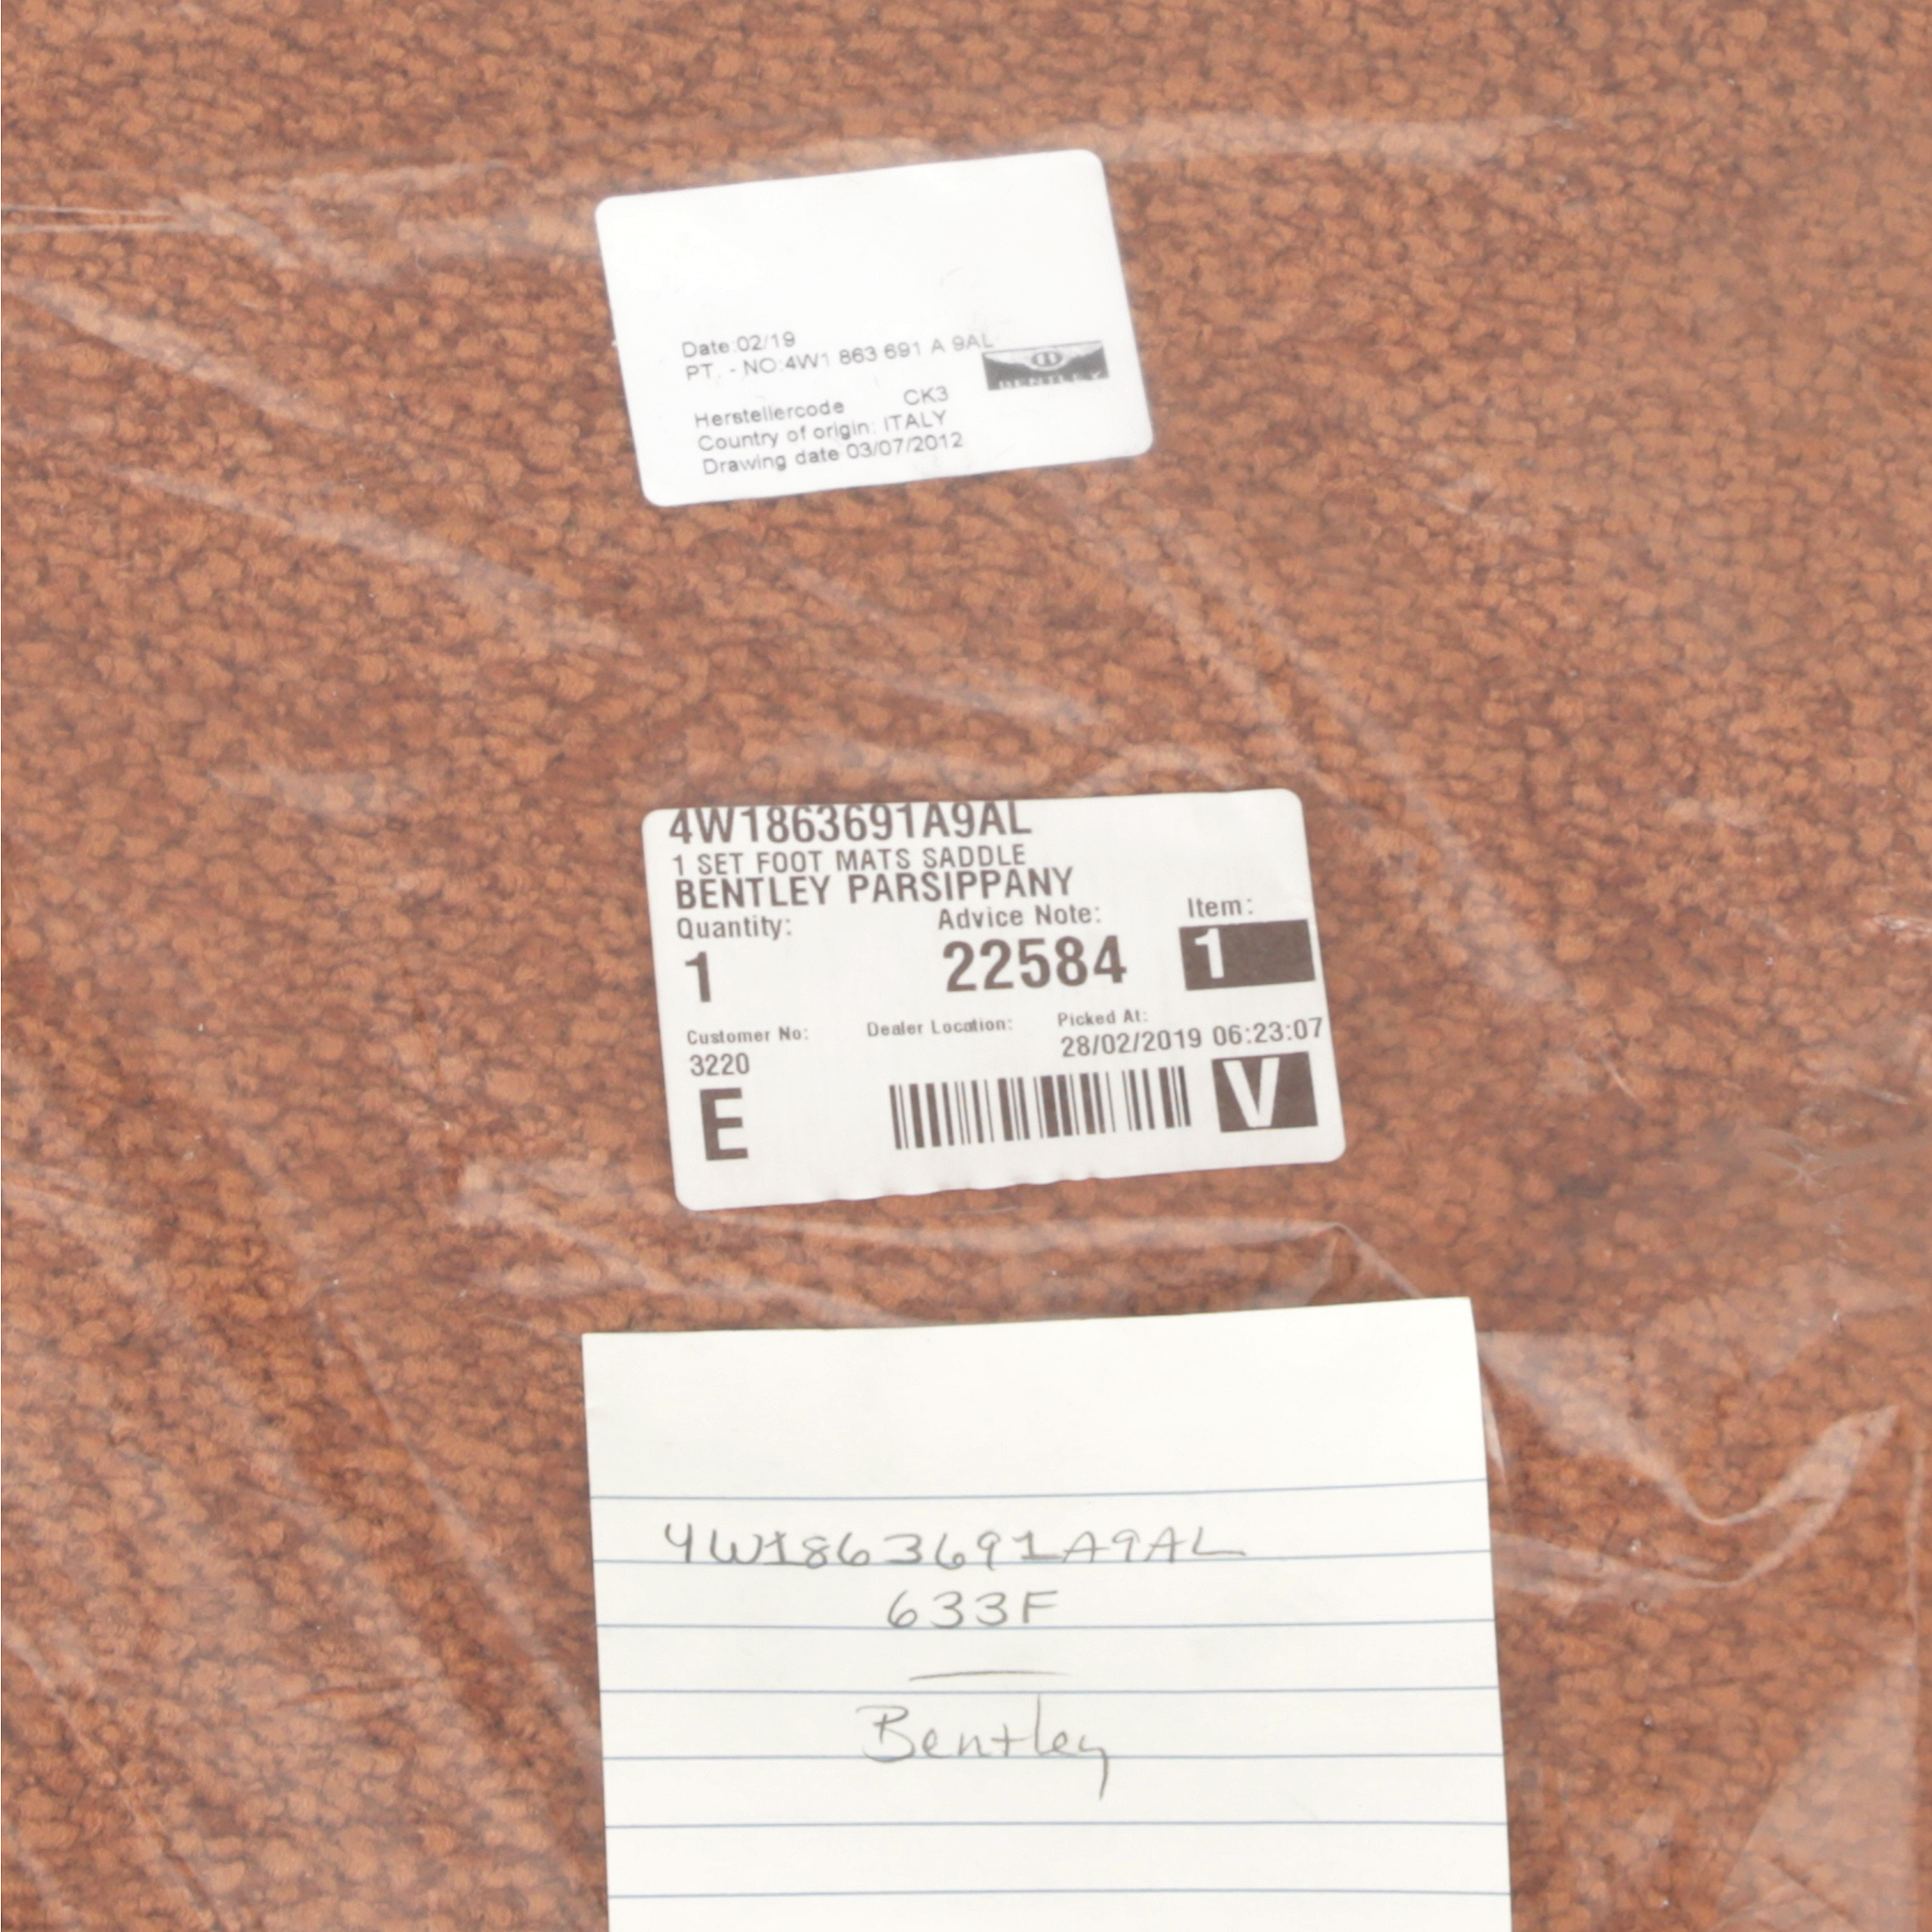 Date:02/19
PT. - NO:4W1 863 691 A 9AL
BENTLEY
Herstellercode CK3
Country of origin: ITALY
Drawing date 03/07/2012
4W1863691A9AL
1 SET FOOT MATS SADDLE
BENTLEY PARSIPPANY
Quantity: Advice Note: Item:
1 22584 1
Customer No: Dealer Location: Picked At:
3220 28/02/2019 06:23:07
E V
4W1863691A9AL
633F
Bentley